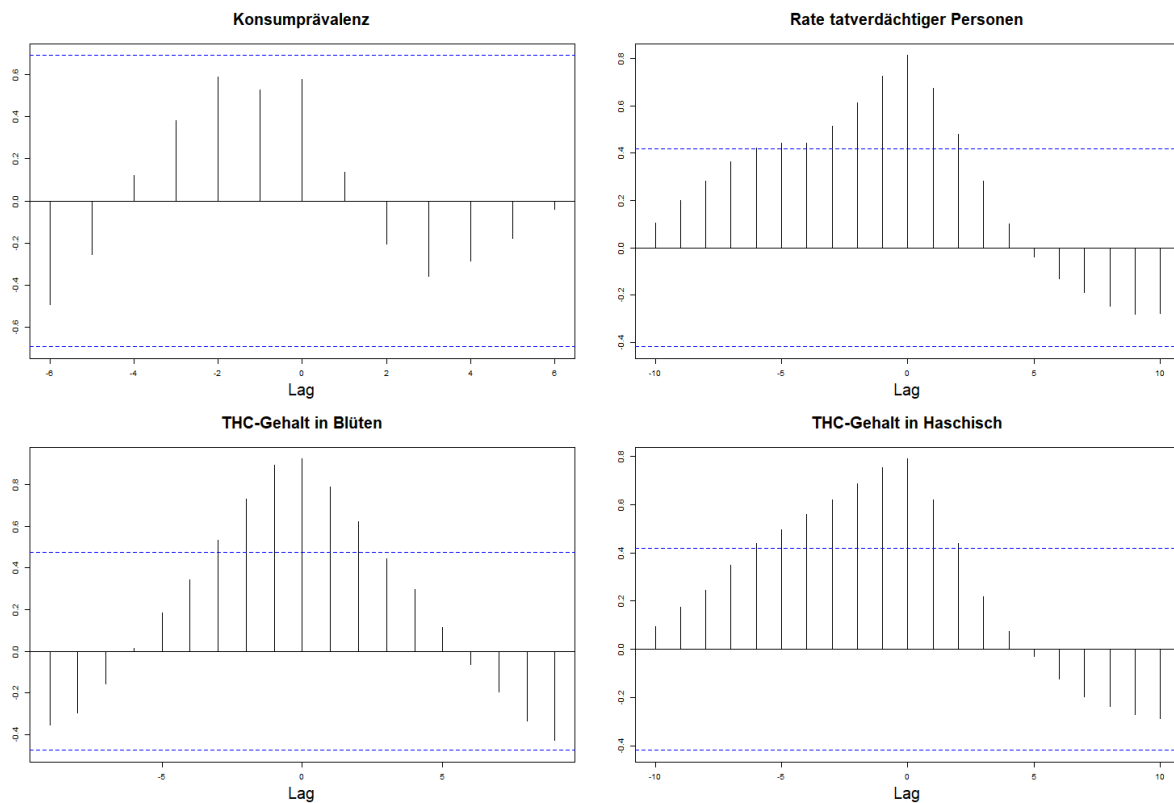 Konsumprävalenz
0.6
0.4
0.2
0.0
-0.2
-0.4
-0.6
-6 -4 -2 0 2 4 6
Lag
Rate tatverdächtiger Personen
0.8
0.6
0.4
0.2
0.0
-0.2
-0.4
-10 -5 0 5 10
Lag
THC-Gehalt in Blüten
0.8
0.6
0.4
0.2
0.0
-0.2
-0.4
-5 0 5
Lag
THC-Gehalt in Haschisch
0.8
0.6
0.4
0.2
0.0
-0.2
-0.4
-10 -5 0 5 10
Lag